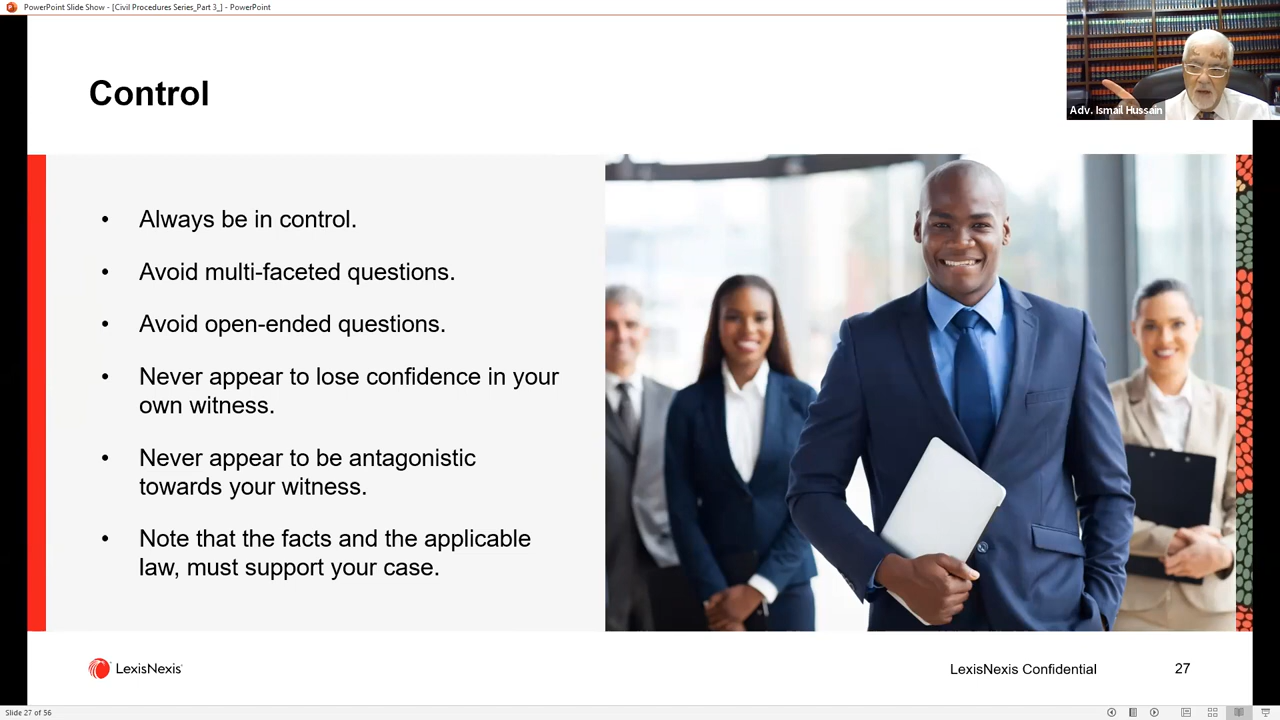 PowerPoint Slide Show - [Civil Procedures Series_Part 3_] - PowerPoint
Adv. Ismail Hussain
Control
• Always be in control.
• Avoid multi-faceted questions.
• Avoid open-ended questions.
• Never appear to lose confidence in your
own witness.
• Never appear to be antagonistic
towards your witness.
• Note that the facts and the applicable
law, must support your case.
LexisNexis
LexisNexis Confidential
27
Slide 27 of 56